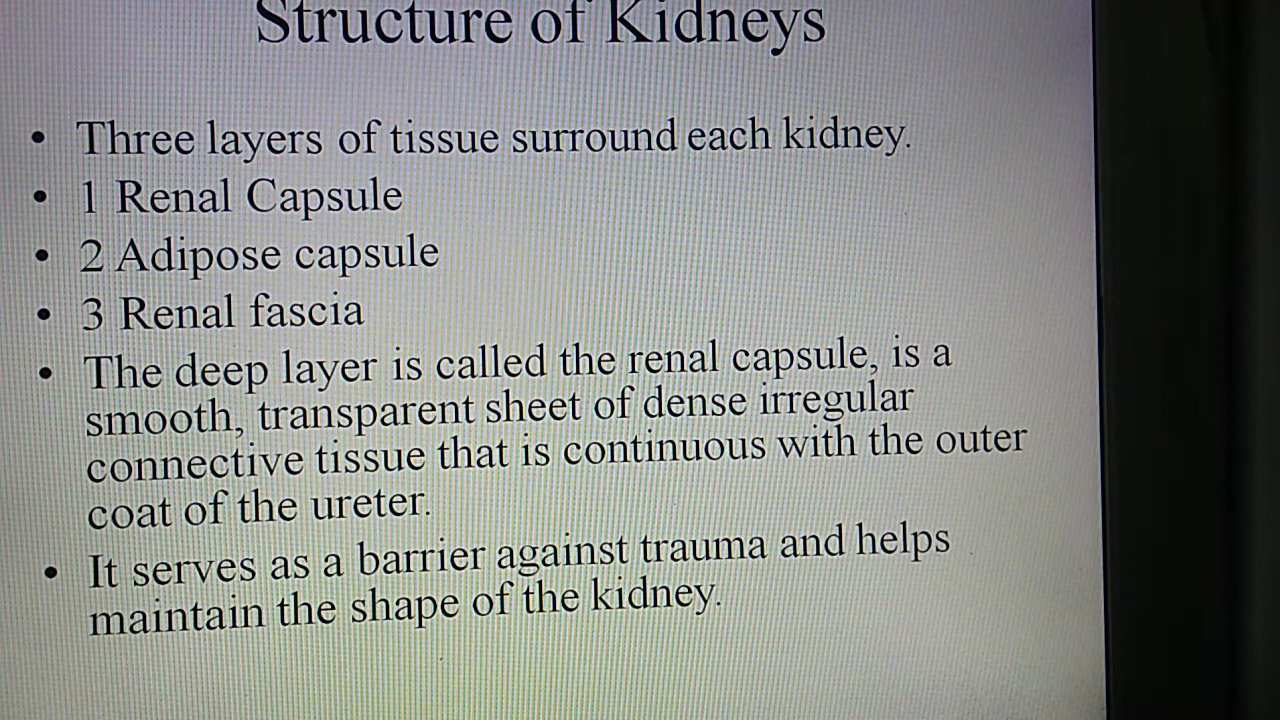 Structure of Kidneys
• Three layers of tissue surround each kidney.
• 1 Renal Capsule
• 2 Adipose capsule
• 3 Renal fascia
• The deep layer is called the renal capsule, is a
smooth, transparent sheet of dense irregular
connective tissue that is continuous with the outer
coat of the ureter.
• It serves as a barrier against trauma and helps
maintain the shape of the kidney.